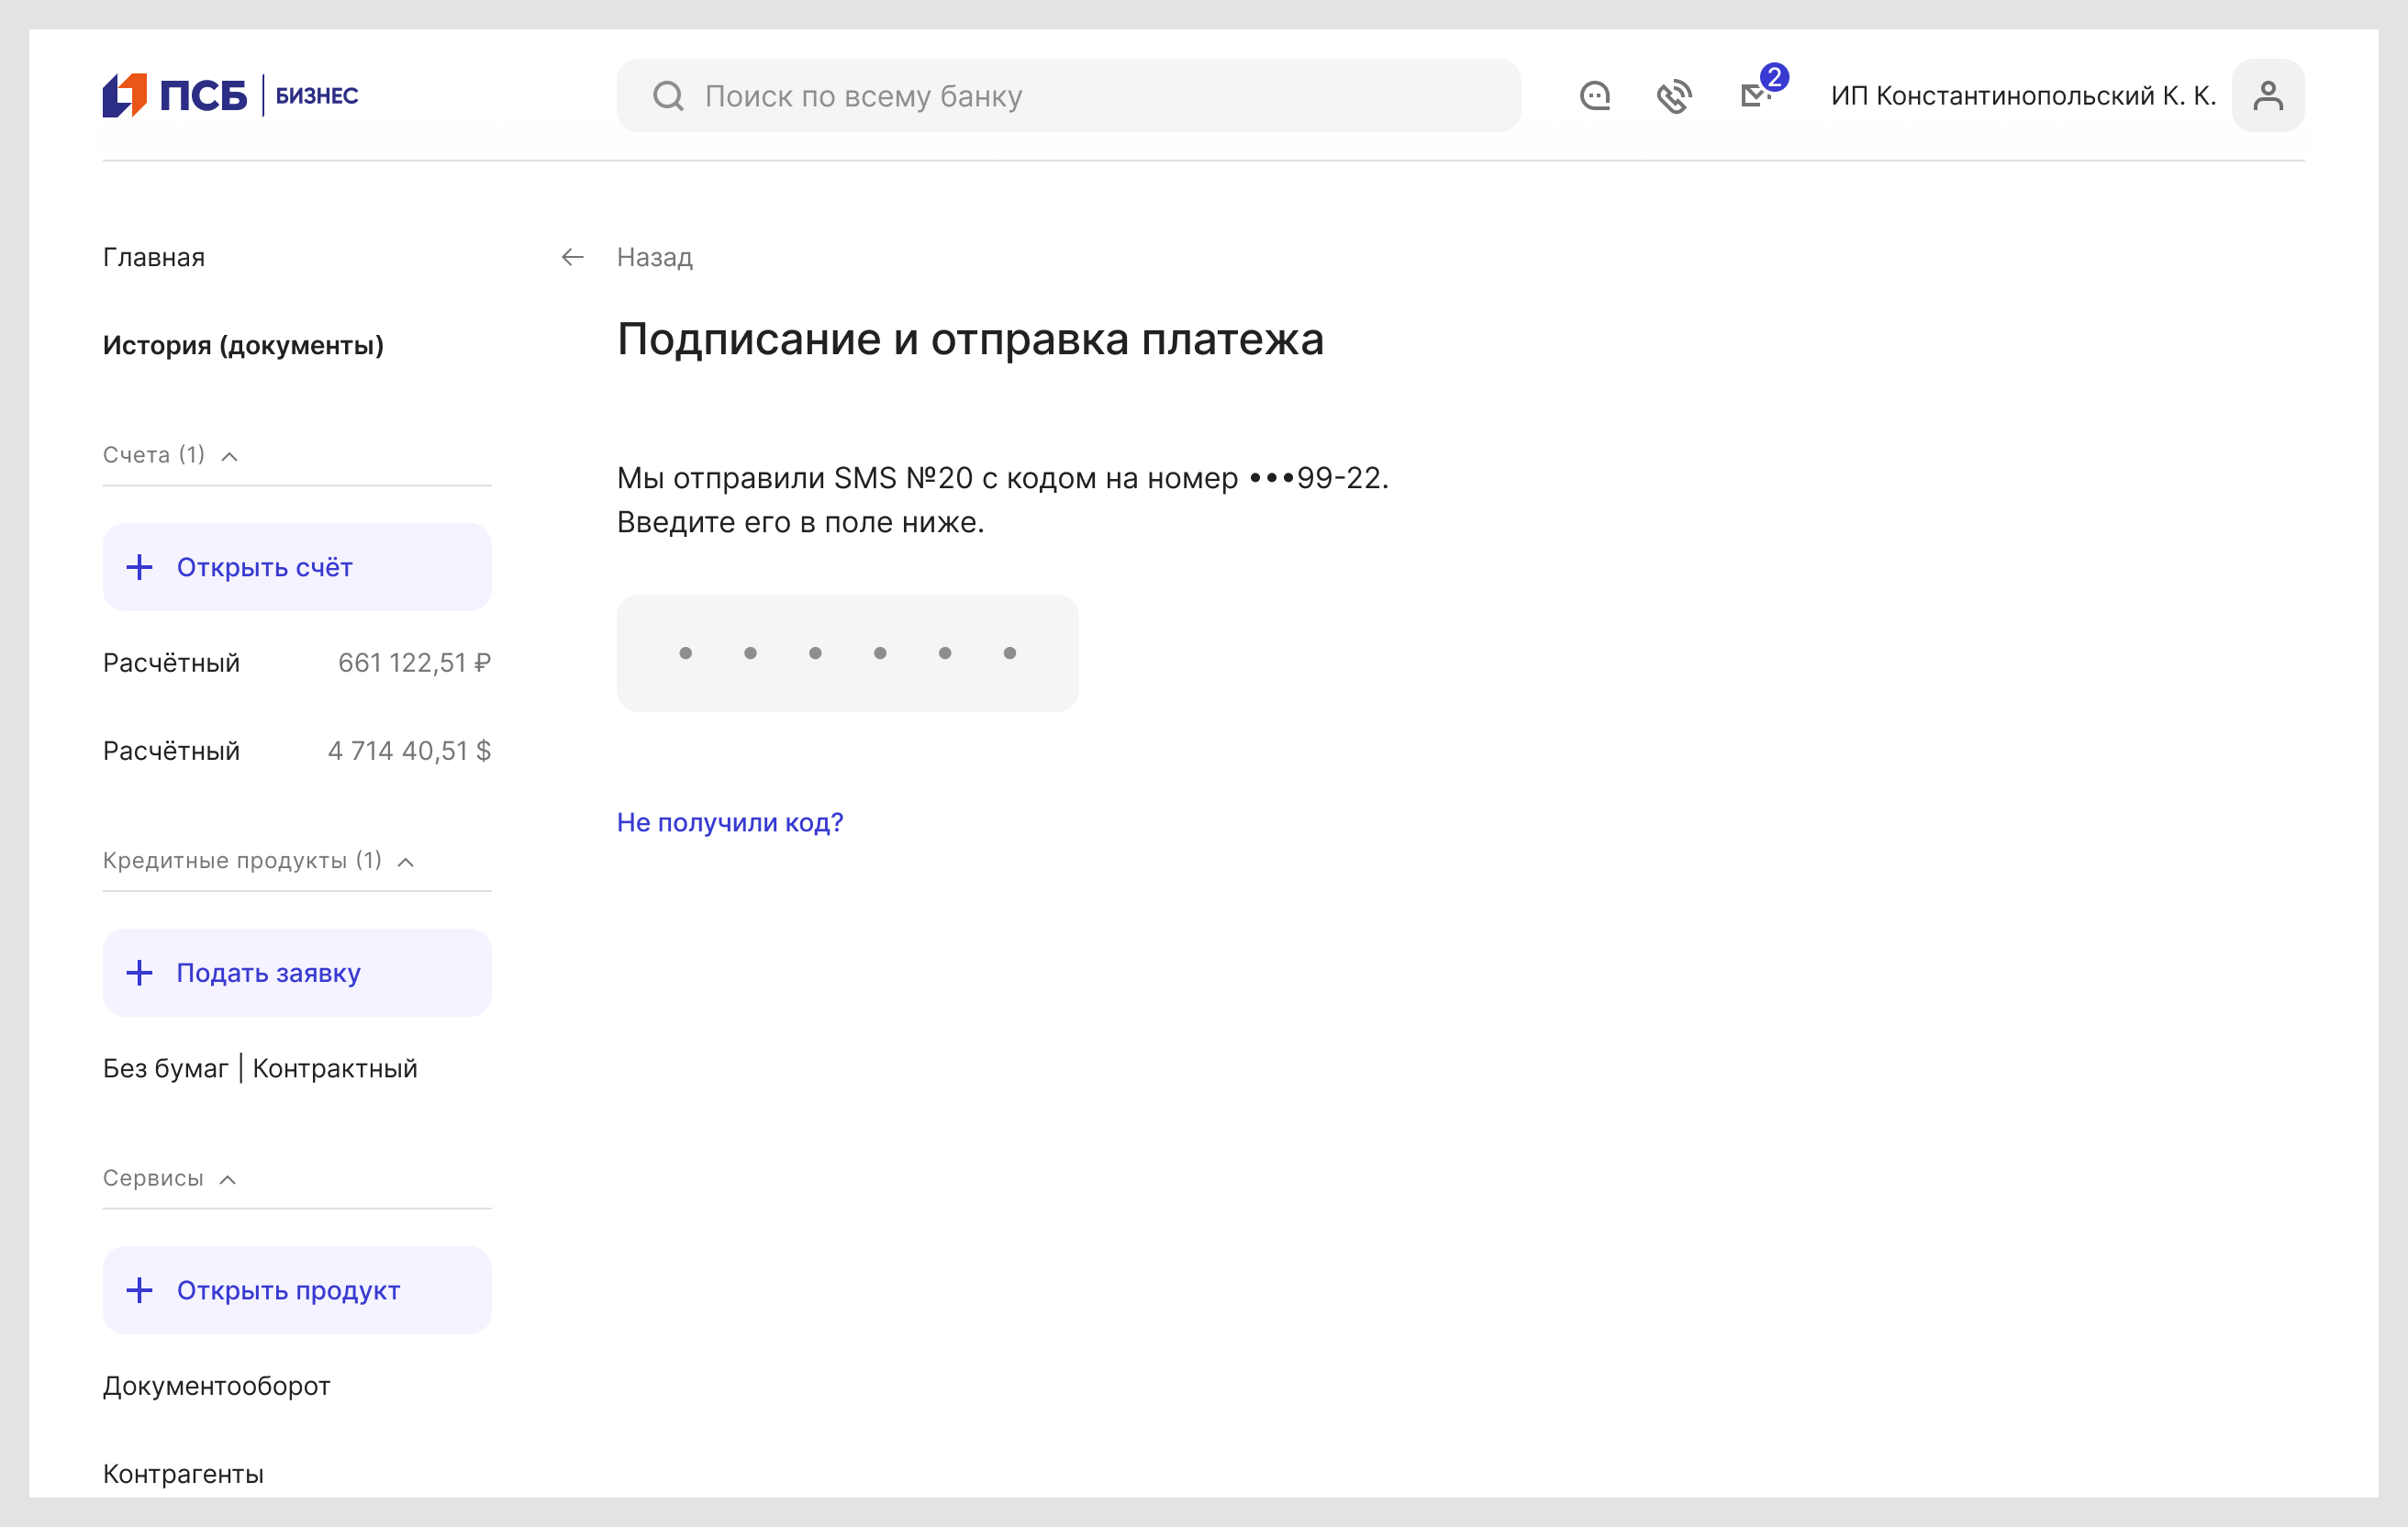 ПСБ БИЗНЕС
Поиск по всему банку
2
ИП Константинопольский К. К.
Главная
История (документы)
Счета (1)
Открыть счёт
Расчётный 661 122,51 ₽
Расчётный 4 714 40,51 $
Кредитные продукты (1)
Подать заявку
Без бумаг | Контрактный
Сервисы
Открыть продукт
Документооборот
Контрагенты
Назад
Подписание и отправка платежа
Мы отправили SMS №20 с кодом на номер •••99-22.
Введите его в поле ниже.
Не получили код?